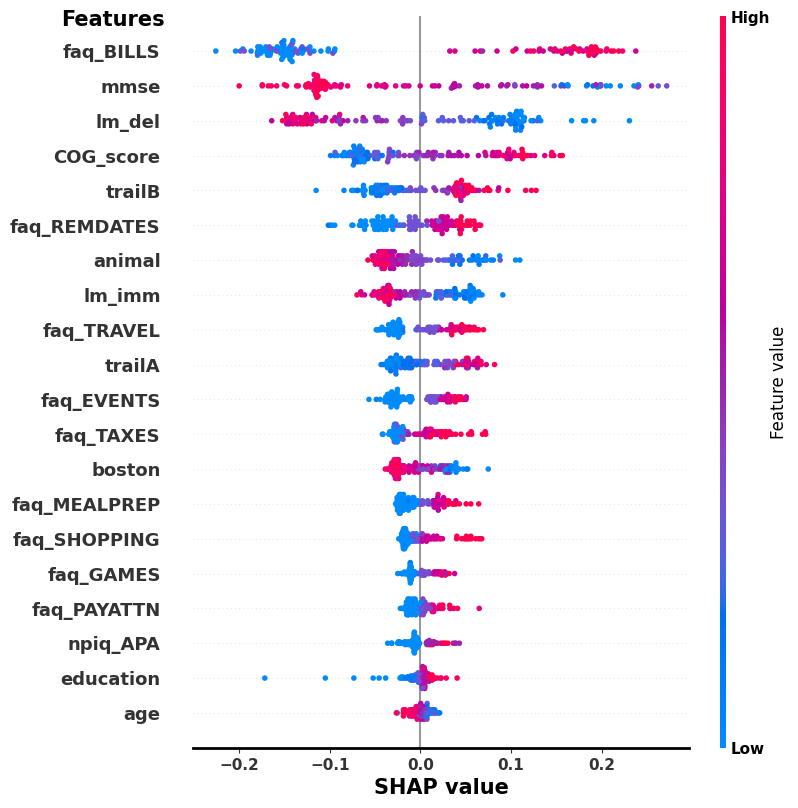 Features
High
faq_BILLS
mmse
lm_del
COG_score
trailB
faq_REMDATES
animal
lm_imm
faq_TRAVEL
trailA
faq_EVENTS
faq_TAXES
boston
faq_MEALPREP
faq_SHOPPING
faq_GAMES
faq_PAYATTN
npiq_APA
education
age
Feature value
Low
−0.2 −0.1 0.0 0.1 0.2
SHAP value